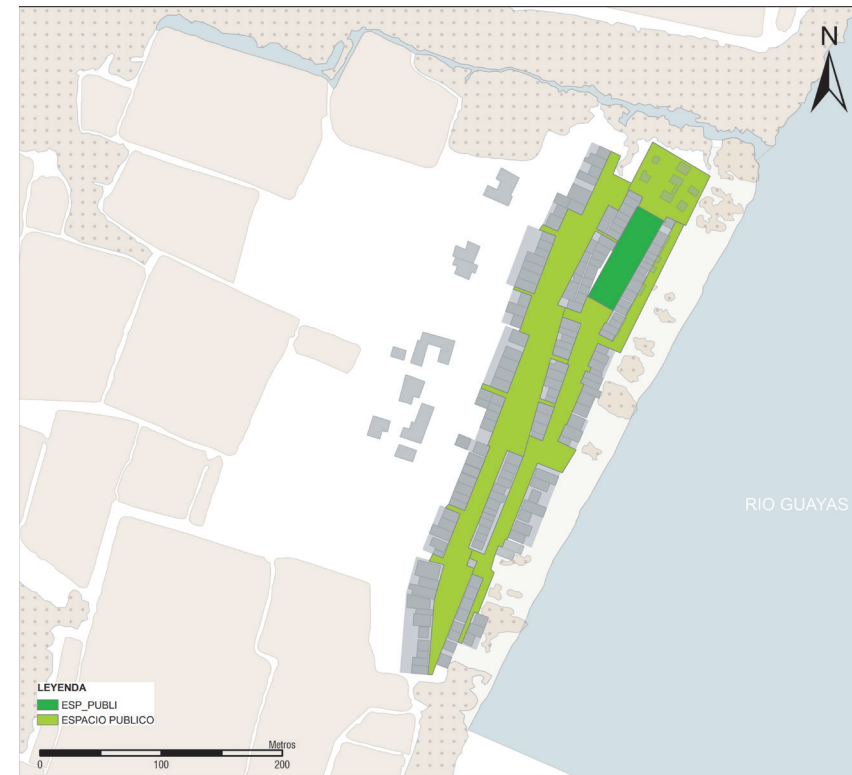 N
RIO GUAYAS
LEYENDA
ESP_PUBLI
ESPACIO PUBLICO
Metros
0 100 200